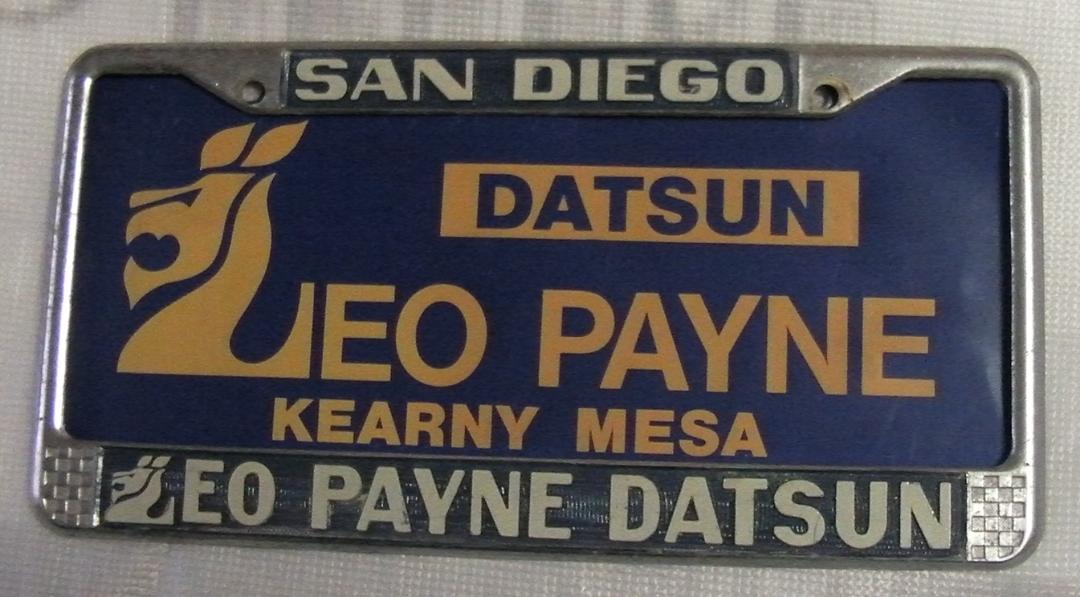 SAN DIEGO
DATSUN
LEO PAYNE
KEARNY MESA
LEO PAYNE DATSUN